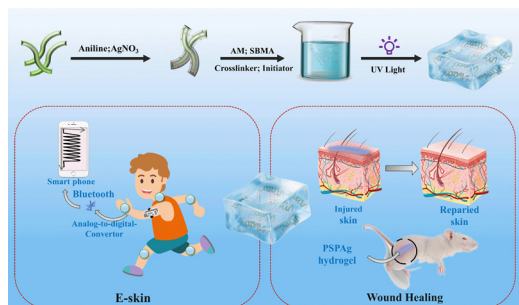 Aniline;AgNO₃
AM; SBMA
Crosslinker; Initiator
UV Light
Smart phone
Bluetooth
Analog-to-digital-
Convertor
E-skin
Injured
skin
Reparied
skin
PSPAg
hydrogel
Wound Healing